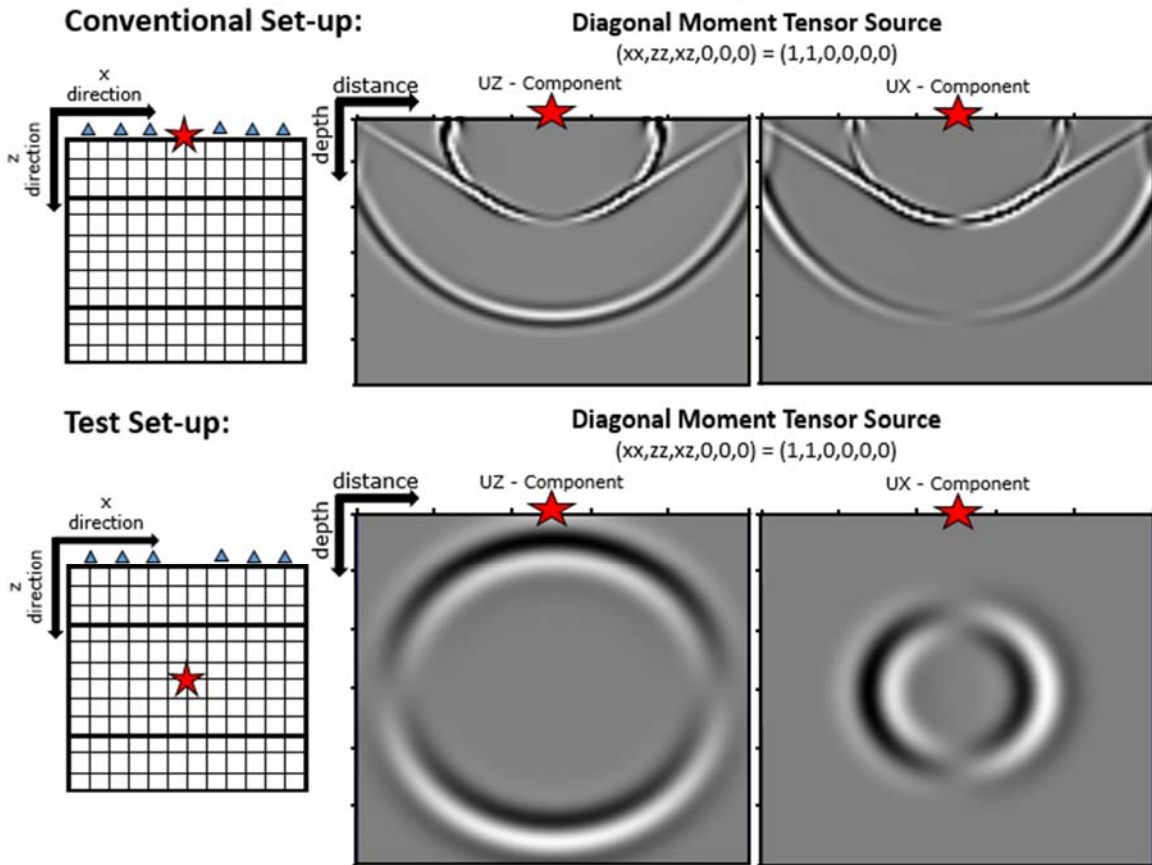 Conventional Set-up:
Diagonal Moment Tensor Source
(xx,zz,xz,0,0,0) = (1,1,0,0,0,0)
x
direction
z
direction
distance
depth
UZ - Component
UX - Component
Test Set-up:
Diagonal Moment Tensor Source
(xx,zz,xz,0,0,0) = (1,1,0,0,0,0)
x
direction
z
direction
distance
depth
UZ - Component
UX - Component